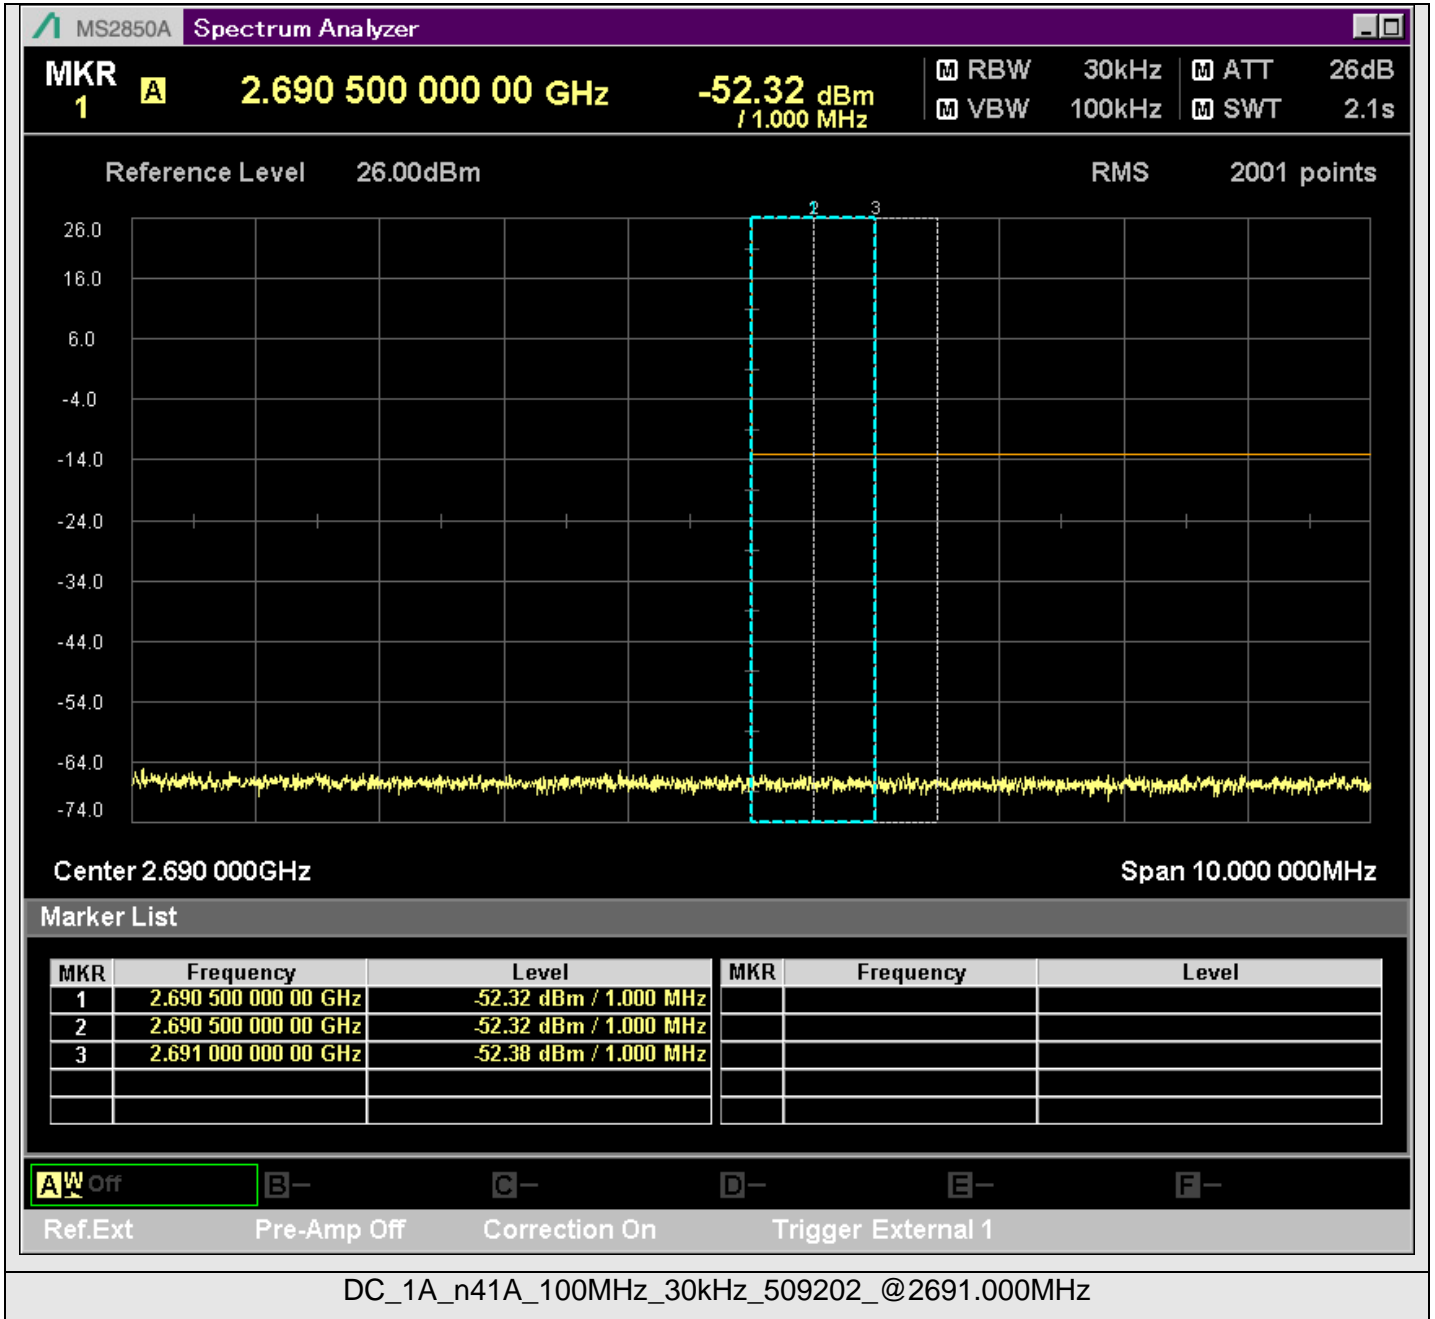 MS2850A Spectrum Analyzer
MKR 1 A 2.690 500 000 00 GHz -52.32 dBm / 1.000 MHz
M RBW 30kHz M ATT 26dB
M VBW 100kHz M SWT 2.1s
Reference Level 26.00dBm RMS 2001 points
2 3
26.0
16.0
6.0
-4.0
-14.0
-24.0
-34.0
-44.0
-54.0
-64.0
-74.0
Center 2.690 000GHz Span 10.000 000MHz
Marker List
MKR Frequency Level MKR Frequency Level
1 2.690 500 000 00 GHz -52.32 dBm / 1.000 MHz
2 2.690 500 000 00 GHz -52.32 dBm / 1.000 MHz
3 2.691 000 000 00 GHz -52.38 dBm / 1.000 MHz
A W Off B – C – D – E – F –
Ref.Ext Pre-Amp Off Correction On Trigger External 1
DC_1A_n41A_100MHz_30kHz_509202_@2691.000MHz